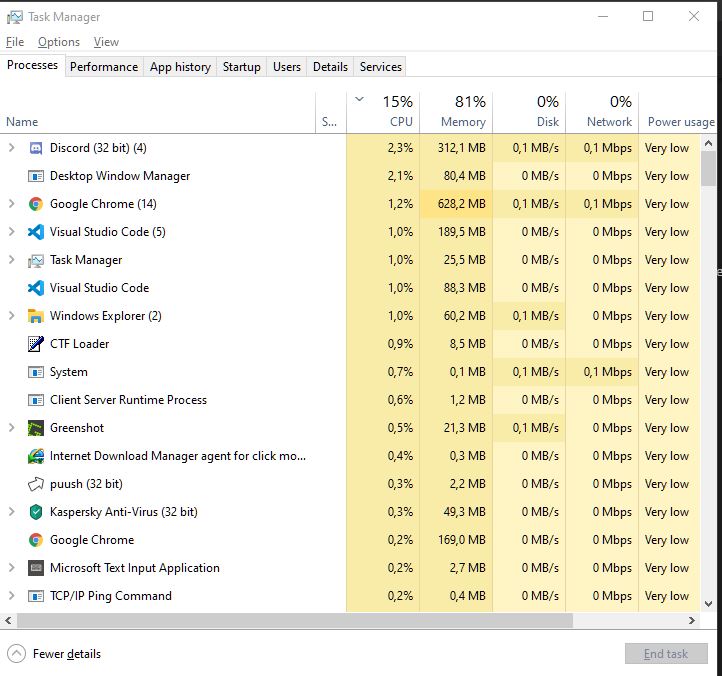 Task Manager
File Options View
Processes Performance App history Startup Users Details Services
15% 81% 0% 0%
Name S... CPU Memory Disk Network Power usage
Discord (32 bit) (4) 2,3% 312,1 MB 0,1 MB/s 0,1 Mbps Very low
Desktop Window Manager 2,1% 80,4 MB 0 MB/s 0 Mbps Very low
Google Chrome (14) 1,2% 628,2 MB 0,1 MB/s 0,1 Mbps Very low
Visual Studio Code (5) 1,0% 189,5 MB 0 MB/s 0 Mbps Very low
Task Manager 1,0% 25,5 MB 0 MB/s 0 Mbps Very low
Visual Studio Code 1,0% 88,3 MB 0 MB/s 0 Mbps Very low
Windows Explorer (2) 1,0% 60,2 MB 0,1 MB/s 0 Mbps Very low
CTF Loader 0,9% 8,5 MB 0 MB/s 0 Mbps Very low
System 0,7% 0,1 MB 0,1 MB/s 0,1 Mbps Very low
Client Server Runtime Process 0,6% 1,2 MB 0 MB/s 0 Mbps Very low
Greenshot 0,5% 21,3 MB 0,1 MB/s 0 Mbps Very low
Internet Download Manager agent for click mo... 0,4% 0,3 MB 0 MB/s 0 Mbps Very low
puush (32 bit) 0,3% 2,2 MB 0 MB/s 0 Mbps Very low
Kaspersky Anti-Virus (32 bit) 0,3% 49,3 MB 0 MB/s 0 Mbps Very low
Google Chrome 0,2% 169,0 MB 0 MB/s 0 Mbps Very low
Microsoft Text Input Application 0,2% 2,7 MB 0 MB/s 0 Mbps Very low
TCP/IP Ping Command 0,2% 0,4 MB 0 MB/s 0 Mbps Very low
Fewer details End task